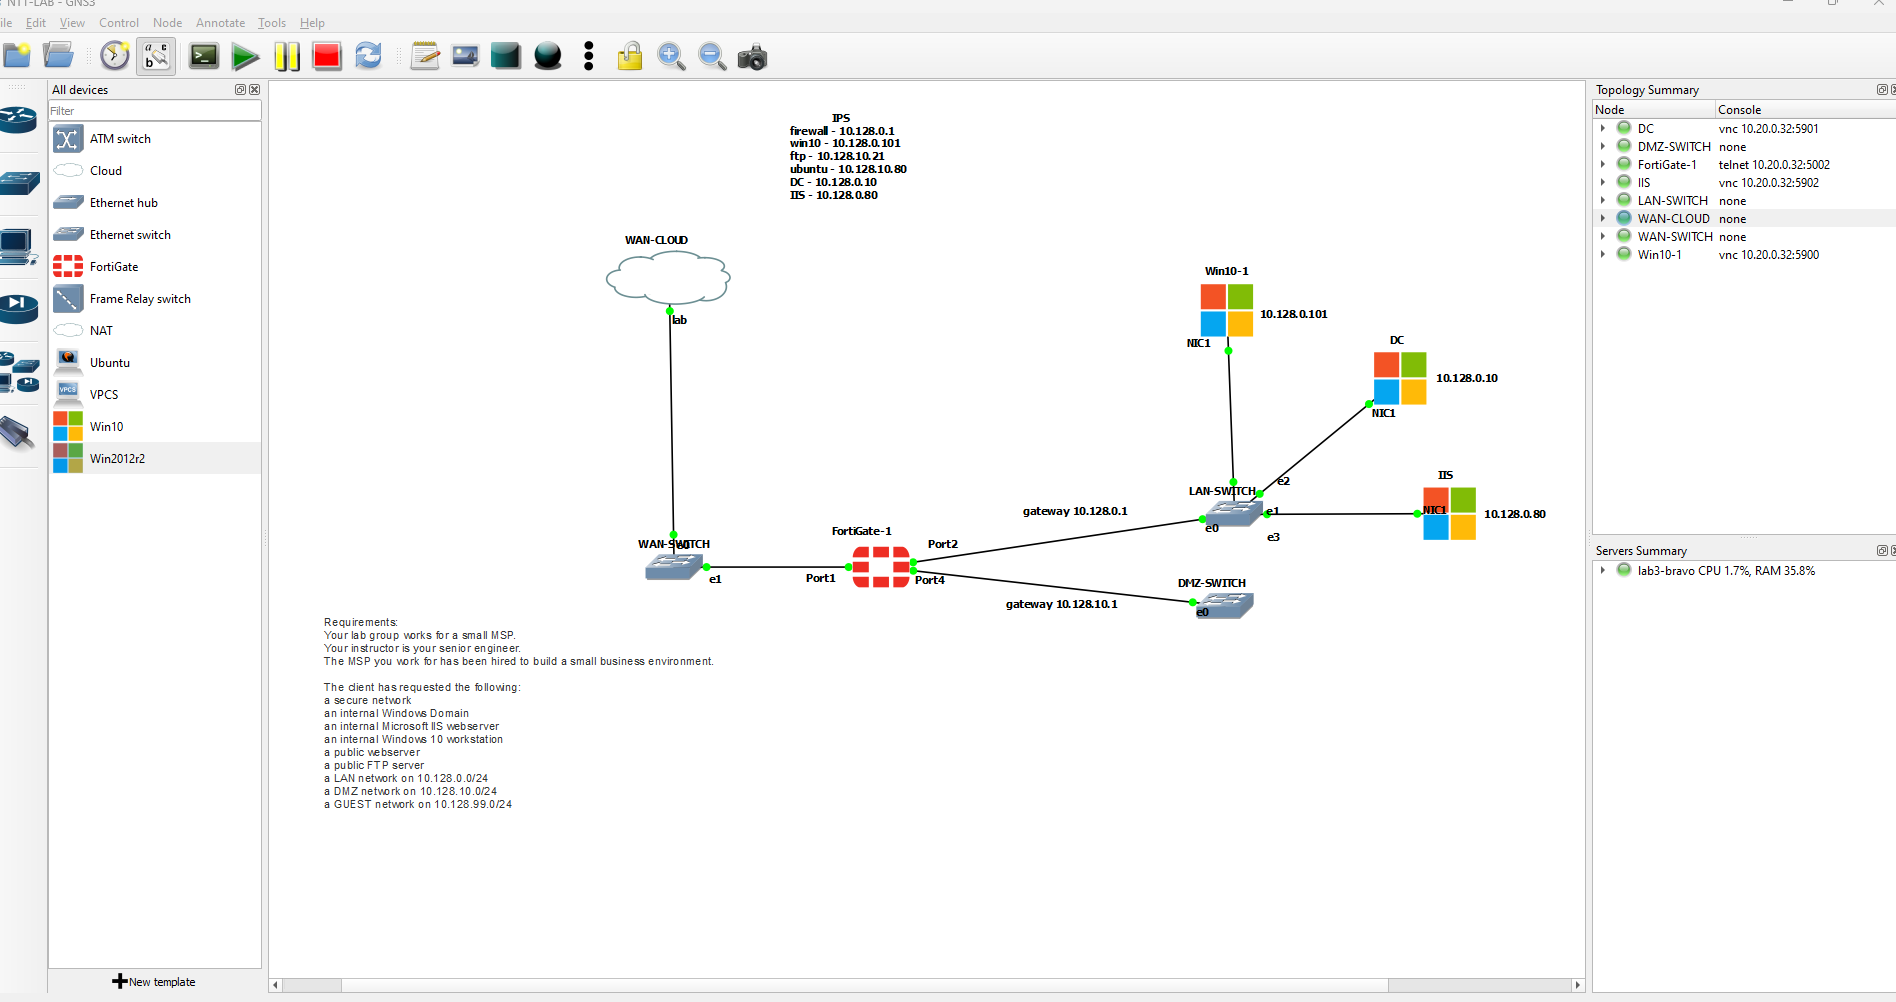 NTT-LAB - GNS3
ile Edit View Control Node Annotate Tools Help
All devices
Filter
ATM switch
Cloud
Ethernet hub
Ethernet switch
FortiGate
Frame Relay switch
NAT
Ubuntu
VPCS
Win10
Win2012r2
New template
IPS
firewall - 10.128.0.1
win10 - 10.128.0.101
ftp - 10.128.10.21
ubuntu - 10.128.10.80
DC - 10.128.0.10
IIS - 10.128.0.80
WAN-CLOUD
lab
Win10-1
10.128.0.101
NIC1
DC
10.128.0.10
NIC1
IIS
NIC1
10.128.0.80
LAN-SWITCH
e2
e1
e0
e3
gateway 10.128.0.1
FortiGate-1
Port2
Port1
Port4
WAN-SWITCH
e0
e1
DMZ-SWITCH
e0
gateway 10.128.10.1
Requirements:
Your lab group works for a small MSP.
Your instructor is your senior engineer.
The MSP you work for has been hired to build a small business environment.
The client has requested the following:
a secure network
an internal Windows Domain
an internal Microsoft IIS webserver
an internal Windows 10 workstation
a public webserver
a public FTP server
a LAN network on 10.128.0.0/24
a DMZ network on 10.128.10.0/24
a GUEST network on 10.128.99.0/24
Topology Summary
Node Console
DC vnc 10.20.0.32:5901
DMZ-SWITCH none
FortiGate-1 telnet 10.20.0.32:5002
IIS vnc 10.20.0.32:5902
LAN-SWITCH none
WAN-CLOUD none
WAN-SWITCH none
Win10-1 vnc 10.20.0.32:5900
Servers Summary
lab3-bravo CPU 1.7%, RAM 35.8%